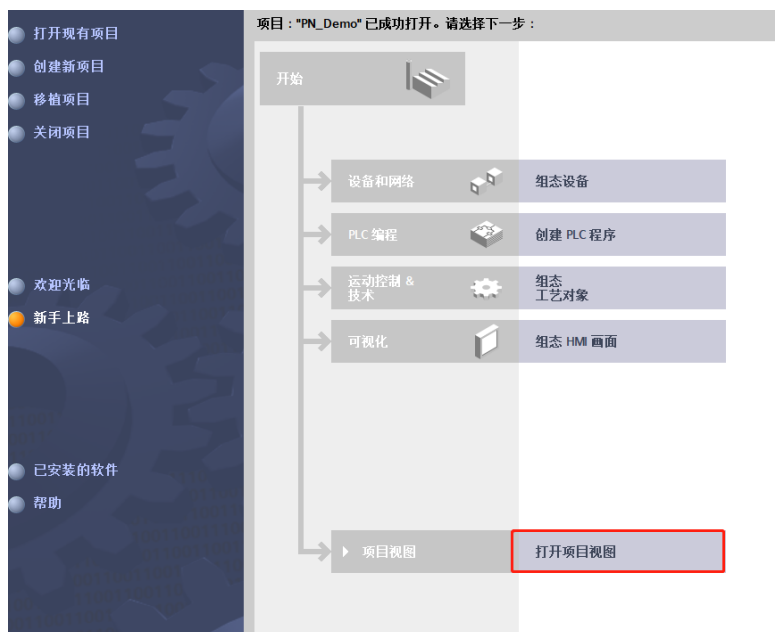 打开现有项目
创建新项目
移植项目
关闭项目
欢迎光临
新手上路
已安装的软件
帮助
项目："PN_Demo" 已成功打开。请选择下一步：
开始
设备和网络
组态设备
PLC 编程
创建 PLC 程序
运动控制 &
技术
组态
工艺对象
可视化
组态 HMI 画面
项目视图
打开项目视图